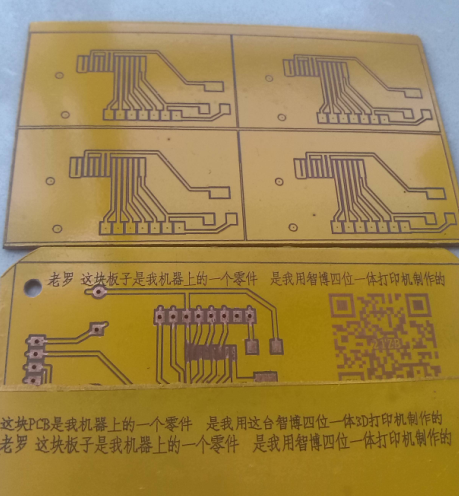 老罗 这块板子是我机器上的一个零件 是我用智博四位一体打印机制作的
这块PCB是我机器上的一个零件 是我用这台智博四位一体3D打印机制作的
老罗 这块板子是我机器上的一个零件 是我用智博四位一体打印机制作的